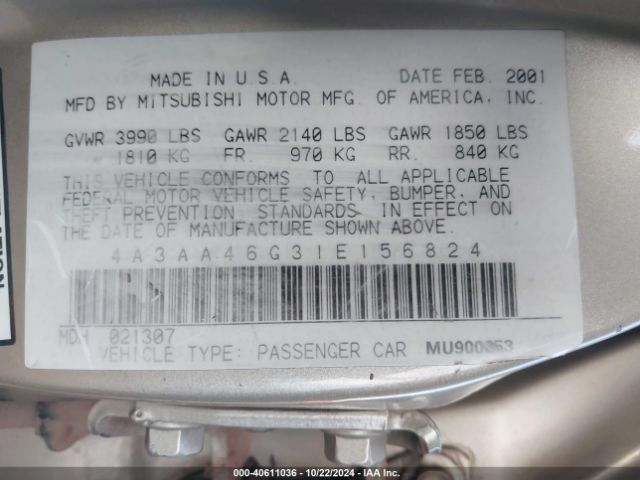 MADE IN U.S.A. DATE FEB. 2001
MFD BY MITSUBISHI MOTOR MFG. OF AMERICA, INC.
GVWR 3990 LBS GAWR 2140 LBS GAWR 1850 LBS
1810 KG FR. 970 KG RR. 840 KG
THIS VEHICLE CONFORMS TO ALL APPLICABLE
FEDERAL MOTOR VEHICLE SAFETY, BUMPER, AND
THEFT PREVENTION STANDARDS IN EFFECT ON
THE DATE OF MANUFACTURE SHOWN ABOVE.
4A3AA46G31E156824
MDH 021307
VEHICLE TYPE: PASSENGER CAR MU900053
000-40611036 | 10/22/2024 | IAA Inc.